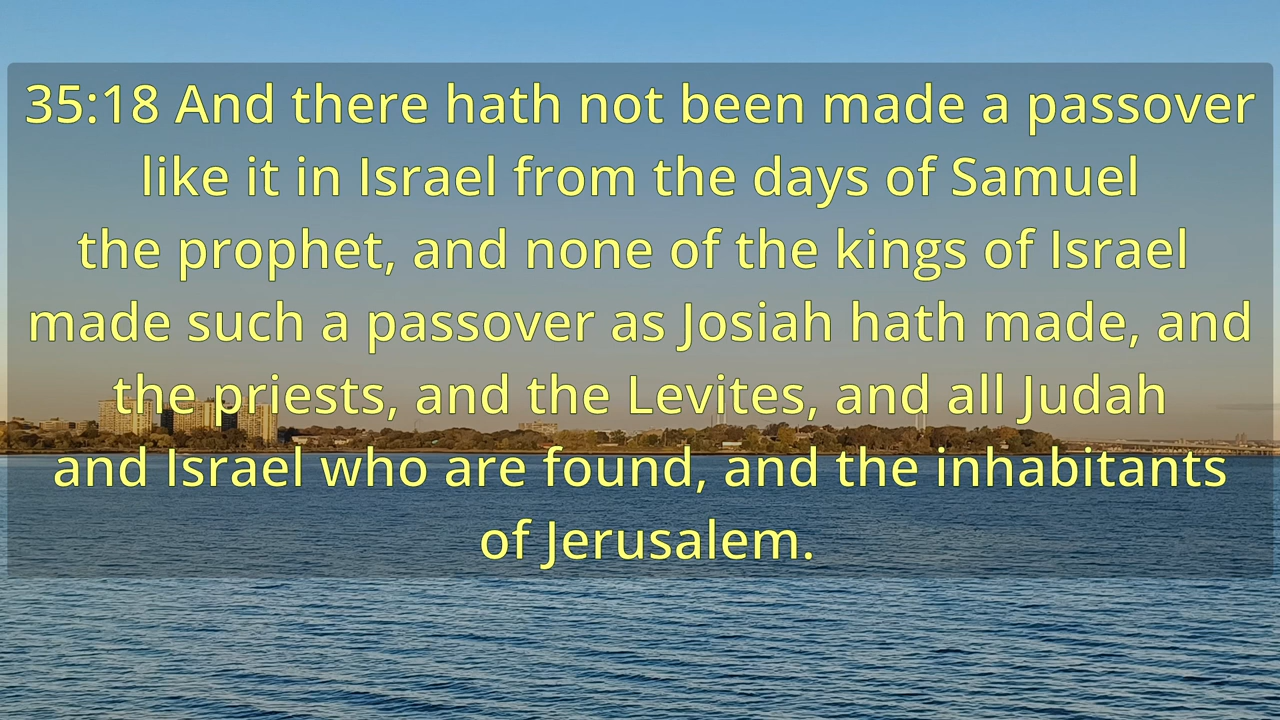 35:18 And there hath not been made a passover
like it in Israel from the days of Samuel
the prophet, and none of the kings of Israel
made such a passover as Josiah hath made, and
the priests, and the Levites, and all Judah
and Israel who are found, and the inhabitants
of Jerusalem.